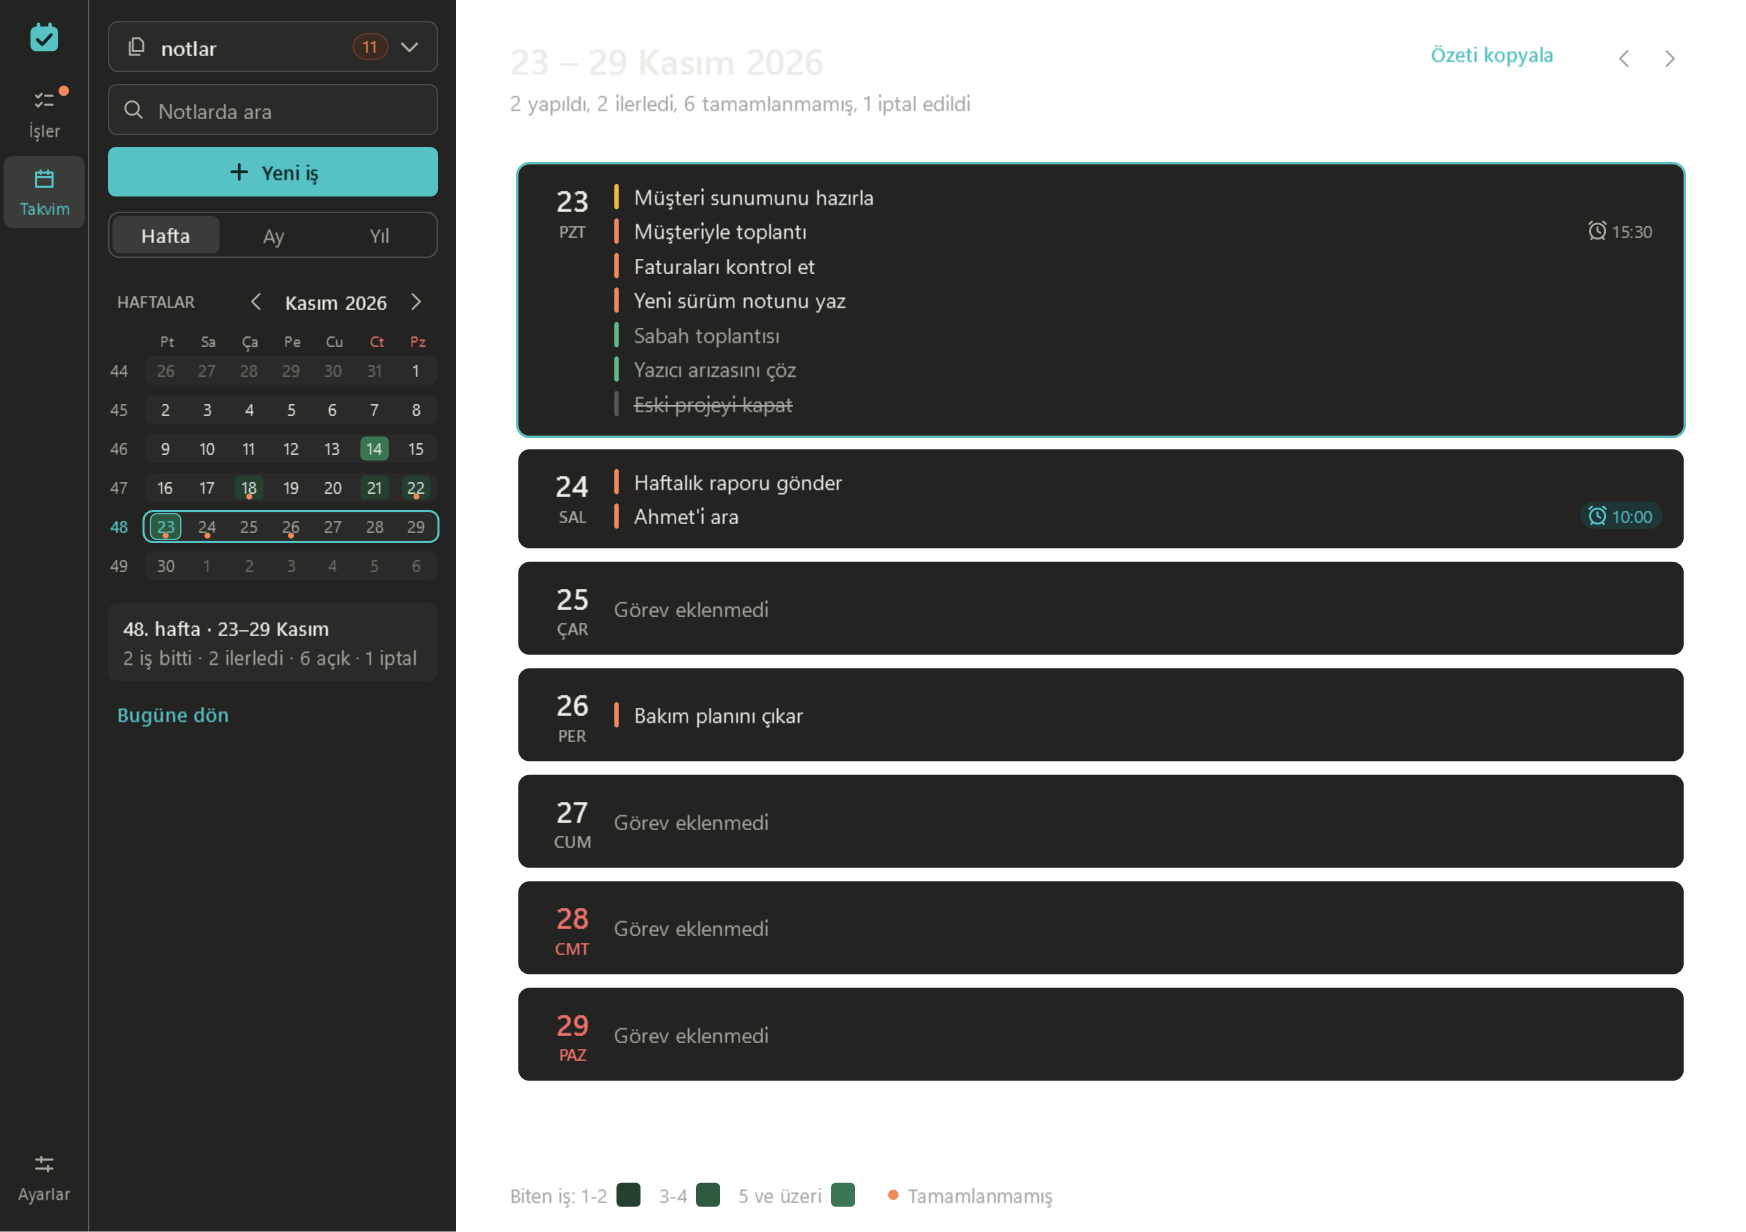 İşler
Takvim
Ayarlar
notlar 11
Notlarda ara
Yeni iş
Hafta Ay Yıl
HAFTALAR Kasım 2026
Pt Sa Ça Pe Cu Ct Pz
44 26 27 28 29 30 31 1
45 2 3 4 5 6 7 8
46 9 10 11 12 13 14 15
47 16 17 18 19 20 21 22
48 23 24 25 26 27 28 29
49 30 1 2 3 4 5 6
48. hafta · 23–29 Kasım
2 iş bitti · 2 ilerledi · 6 açık · 1 iptal
Bugüne dön
23 – 29 Kasım 2026
2 yapıldı, 2 ilerledi, 6 tamamlanmamış, 1 iptal edildi
Özeti kopyala
23 PZT
Müşteri sunumunu hazırla
Müşteriyle toplantı 15:30
Faturaları kontrol et
Yeni sürüm notunu yaz
Sabah toplantısı
Yazıcı arızasını çöz
Eski projeyi kapat
24 SAL
Haftalık raporu gönder
Ahmet'i ara 10:00
25 ÇAR
Görev eklenmedi
26 PER
Bakım planını çıkar
27 CUM
Görev eklenmedi
28 CMT
Görev eklenmedi
29 PAZ
Görev eklenmedi
Biten iş: 1-2 3-4 5 ve üzeri Tamamlanmamış